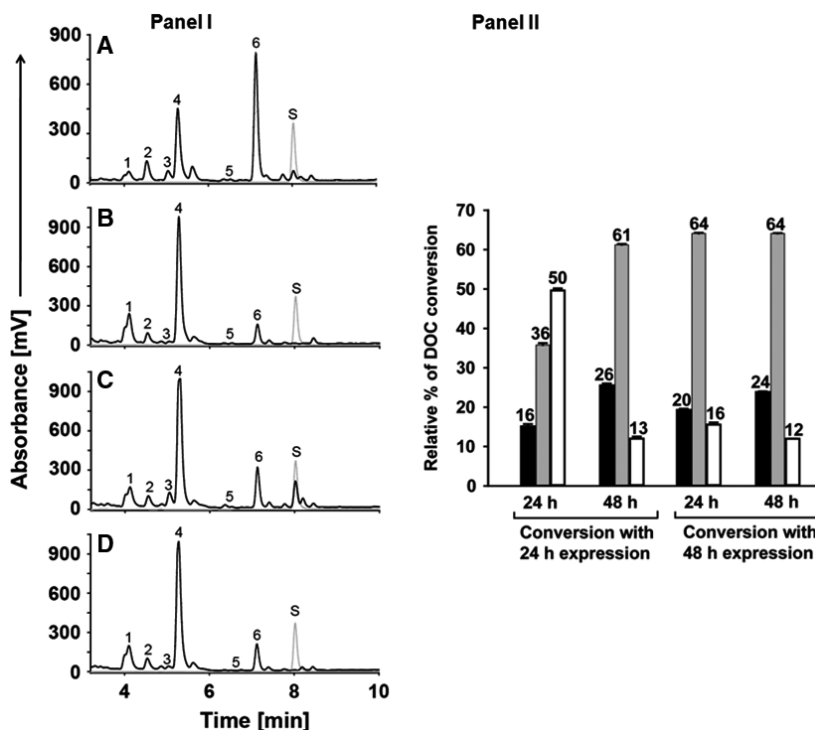 Panel I
Panel II
Absorbance [mV]
A
900
600
300
0
1
2
3
4
5
6
S
B
900
600
300
0
1
2
3
4
5
6
S
C
900
600
300
0
1
2
3
4
5
6
S
D
900
600
300
0
1
2
3
4
5
6
S
4 6 8 10
Time [min]
Relative % of DOC conversion
70
60
50
40
30
20
10
0
16 36 50
26 61 13
20 64 16
24 64 12
24 h 48 h 24 h 48 h
Conversion with Conversion with
24 h expression 48 h expression